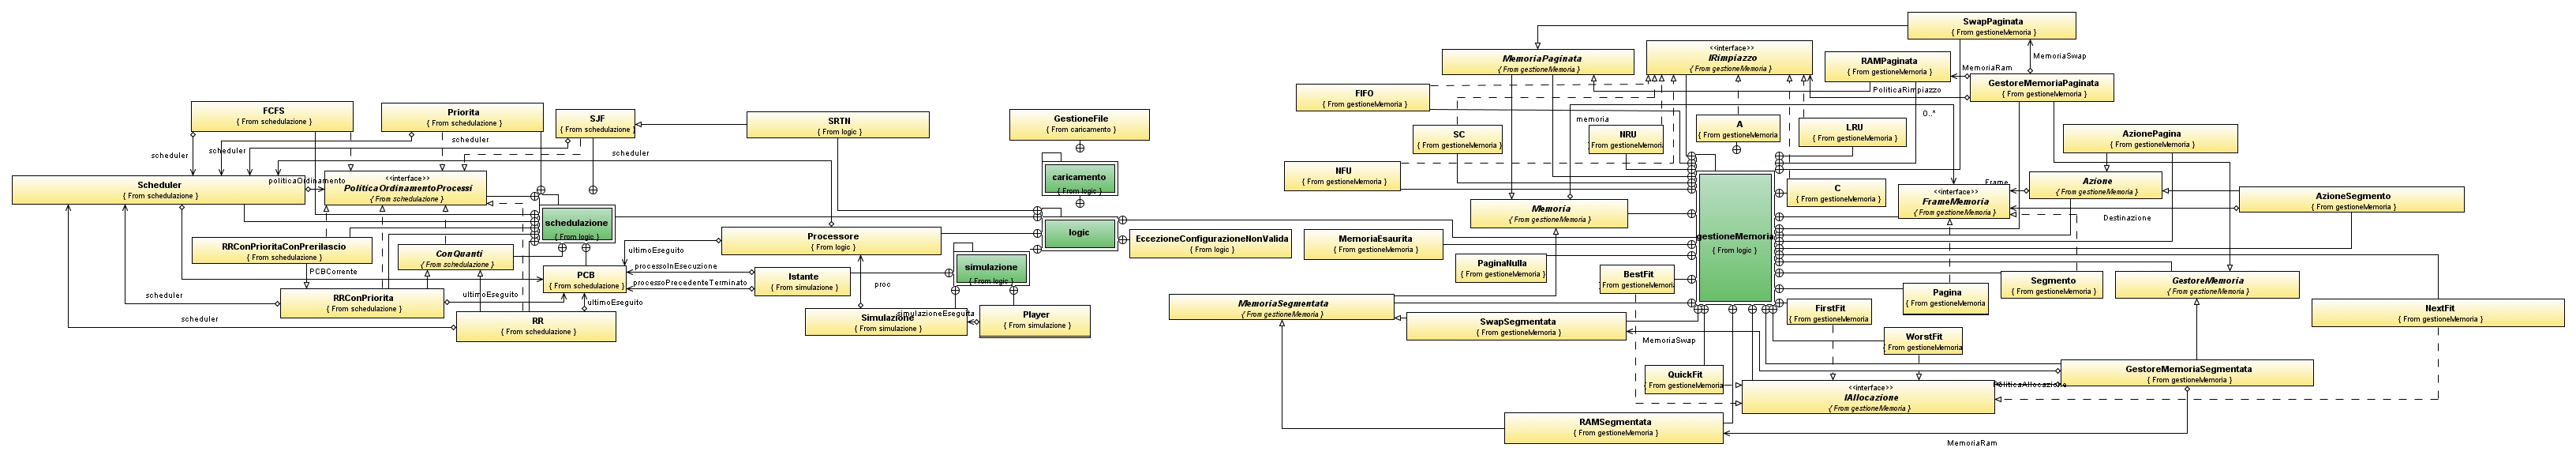 FCFS
{ From schedulazione }
Priorita
{ From schedulazione }
SJF
{ From schedulazione }
SRTN
{ From logic }
GestioneFile
{ From caricamento }
scheduler
scheduler
scheduler
scheduler
Scheduler
{ From schedulazione }
politicaOrdinamento
<<interface>>
PoliticaOrdinamentoProcessi
{ From schedulazione }
caricamento
{ From logic }
schedulazione
{ From logic }
logic
RRConPrioritaConPrerilascio
{ From schedulazione }
PCBCorrente
ConQuanti
{ From schedulazione }
ultimoEseguito
Processore
{ From logic }
EccezioneConfigurazioneNonValida
{ From logic }
PCB
{ From schedulazione }
processoInEsecuzione
processoPrecedenteTerminato
Istante
{ From simulazione }
simulazione
{ From logic }
proc
RRConPriorita
{ From schedulazione }
ultimoEseguito
ultimoEseguito
scheduler
scheduler
RR
{ From schedulazione }
Simulazione
{ From simulazione }
simulazioneEseguita
Player
{ From simulazione }
SwapPaginata
{ From gestioneMemoria }
MemoriaSwap
MemoriaPaginata
{ From gestioneMemoria }
<<interface>>
IRimpiazzo
{ From gestioneMemoria }
RAMPaginata
{ From gestioneMemoria }
MemoriaRam
GestoreMemoriaPaginata
{ From gestioneMemoria }
PoliticaRimpiazzo
FIFO
{ From gestioneMemoria }
memoria
0..*
SC
{ From gestioneMemoria }
NRU
{ From gestioneMemoria
A
{ From gestioneMemoria }
LRU
{ From gestioneMemoria }
AzionePagina
{ From gestioneMemoria }
NFU
{ From gestioneMemoria }
gestioneMemoria
{ From logic }
C
{ From gestioneMemoria }
Frame
Azione
{ From gestioneMemoria }
<<interface>>
FrameMemoria
{ From gestioneMemoria }
AzioneSegmento
{ From gestioneMemoria }
Destinazione
Memoria
{ From gestioneMemoria }
MemoriaEsaurita
{ From gestioneMemoria }
PaginaNulla
{ From gestioneMemoria }
BestFit
{ From gestioneMemoria
Segmento
{ From gestioneMemoria }
GestoreMemoria
{ From gestioneMemoria }
Pagina
{ From gestioneMemoria }
MemoriaSegmentata
{ From gestioneMemoria }
SwapSegmentata
{ From gestioneMemoria }
MemoriaSwap
FirstFit
{ From gestioneMemoria
WorstFit
{ From gestioneMemoria
NextFit
{ From gestioneMemoria }
QuickFit
{ From gestioneMemoria
<<interface>>
IAllocazione
{ From gestioneMemoria }
PoliticaAllocazione
GestoreMemoriaSegmentata
{ From gestioneMemoria }
RAMSegmentata
{ From gestioneMemoria }
MemoriaRam